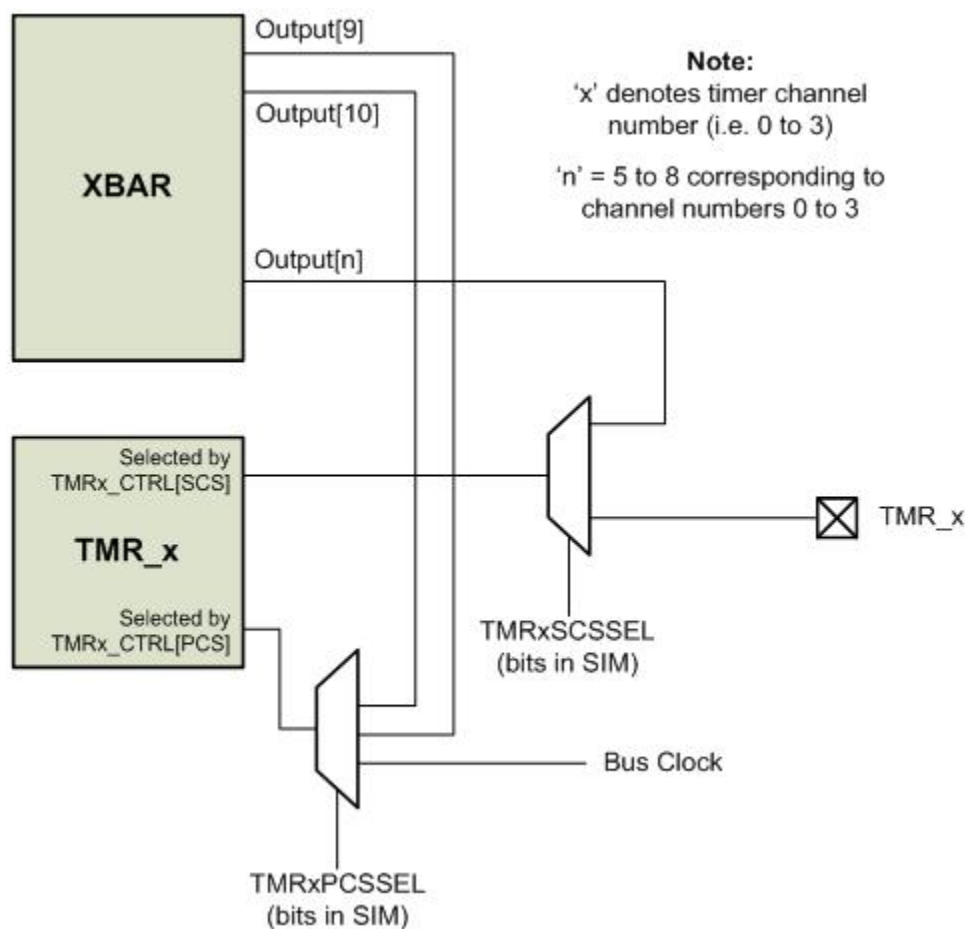 Output[9]
Note:
‘x’ denotes timer channel
number (i.e. 0 to 3)
Output[10]
XBAR
‘n’ = 5 to 8 corresponding to
channel numbers 0 to 3
Output[n]
Selected by
TMRx_CTRL[SCS]
TMR_x
TMR_x
Selected by
TMRx_CTRL[PCS]
TMRxSCSSEL
(bits in SIM)
Bus Clock
TMRxPCSSEL
(bits in SIM)